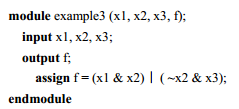 module example3 (x1, x2, x3, f);
input x1, x2, x3;
output f;
assign f = (x1 & x2) | (~x2 & x3);
endmodule